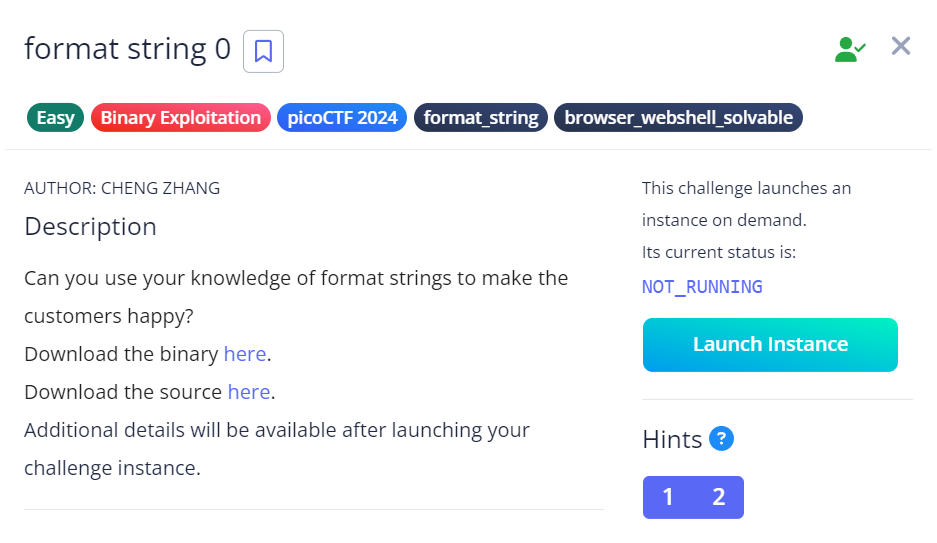 format string 0
Easy Binary Exploitation picoCTF 2024 format_string browser_webshell_solvable
AUTHOR: CHENG ZHANG
Description
Can you use your knowledge of format strings to make the
customers happy?
Download the binary here.
Download the source here.
Additional details will be available after launching your
challenge instance.
This challenge launches an
instance on demand.
Its current status is:
NOT_RUNNING
Launch Instance
Hints ?
1 2